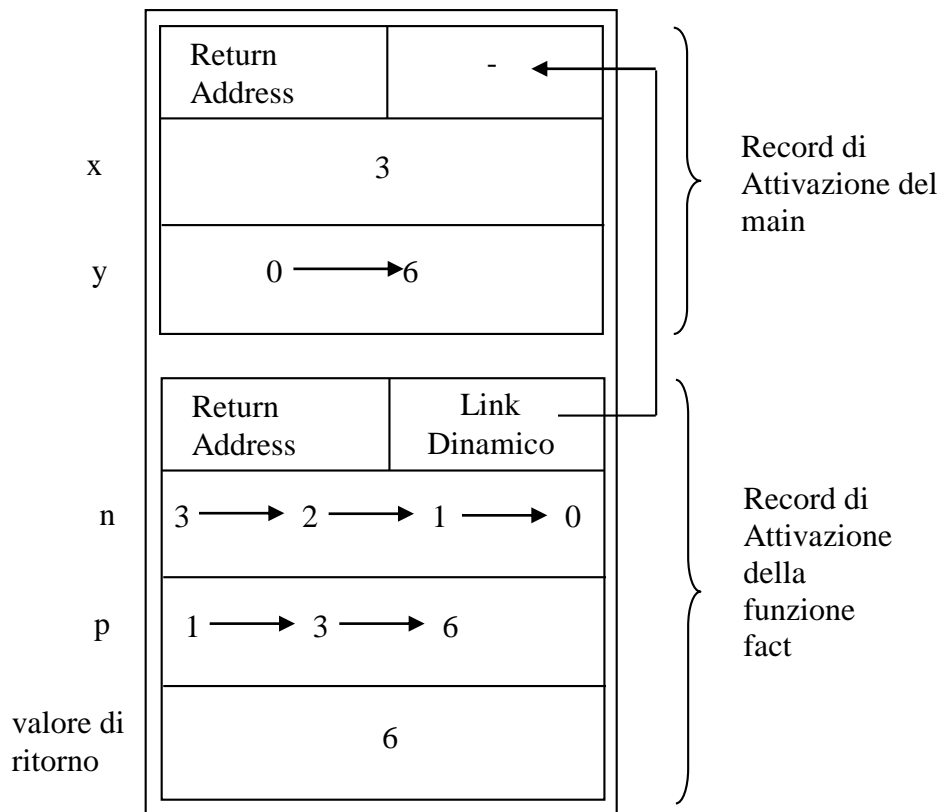 Return
Address
-
x
3
Record di
Attivazione del
main
y
0 6
Return
Address
Link
Dinamico
n
3 2 1 0
Record di
Attivazione
della
funzione
fact
p
1 3 6
valore di
ritorno
6